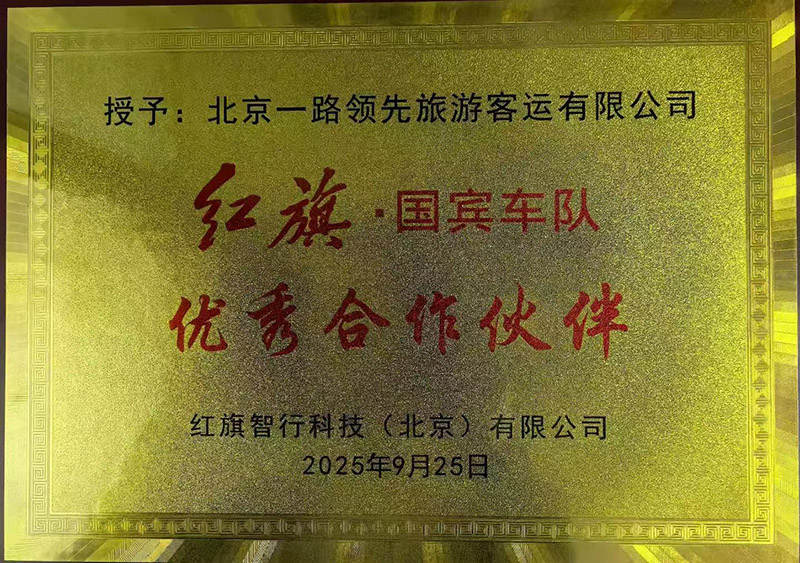 授予：北京一路领先旅游客运有限公司
红旗·国宾车队
优秀合作伙伴
红旗智行科技（北京）有限公司
2025年9月25日